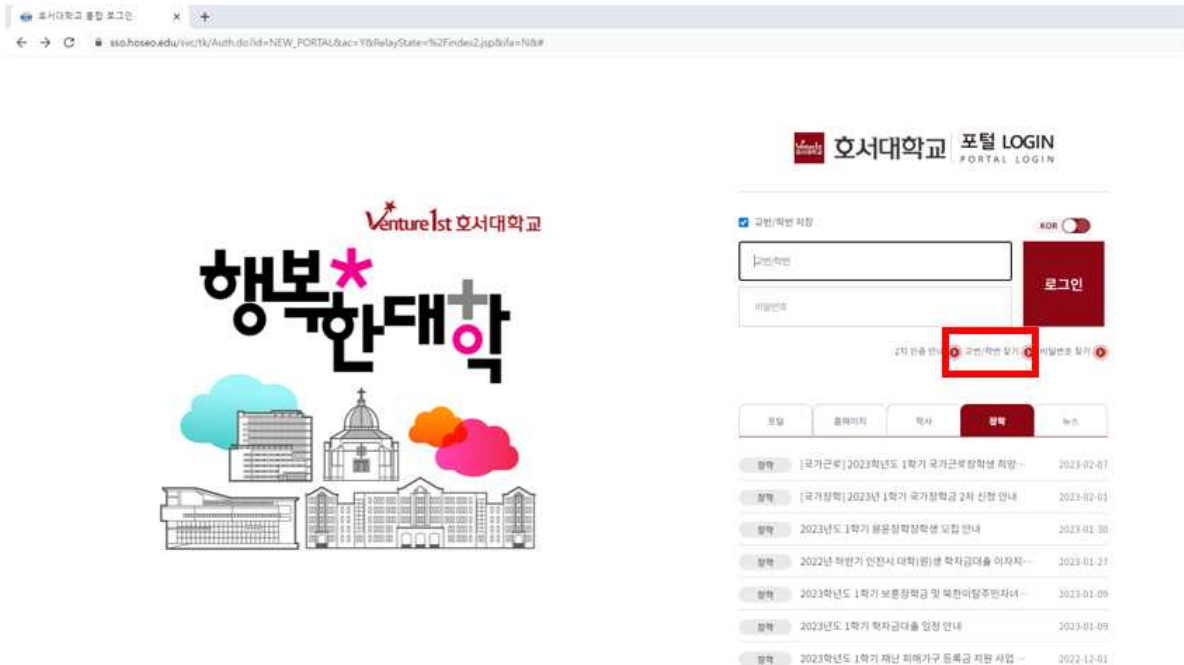 호서대학교 통합 로그인
sso.hoseo.edu/svc/tk/Auth.do?id=NEW_PORTAL&ac=Y&RelayState=%2Findex2.jsp&ifa=N&#
Venture1st 호서대학교
행복한대학
Venture1st
호서대학교
호서대학교
포털 LOGIN
PORTAL LOGIN
교번/학번 저장
KOR
교번/학번
비밀번호
로그인
2차 인증 안내
교번/학번 찾기
비밀번호 찾기
포털
홈페이지
학사
장학
뉴스
장학 [국가근로] 2023학년도 1학기 국가근로장학생 희망… 2023-02-07
장학 [국가장학] 2023년 1학기 국가장학금 2차 신청 안내 2023-02-01
장학 2023년도 1학기 용운장학장학생 모집 안내 2023-01-30
장학 2022년 하반기 인천시 대학(원)생 학자금대출 이자지… 2023-01-27
장학 2023학년도 1학기 보훈장학금 및 북한이탈주민자녀… 2023-01-09
장학 2023년도 1학기 학자금대출 일정 안내 2023-01-09
장학 2023학년도 1학기 재난 피해가구 등록금 지원 사업 … 2022-12-01